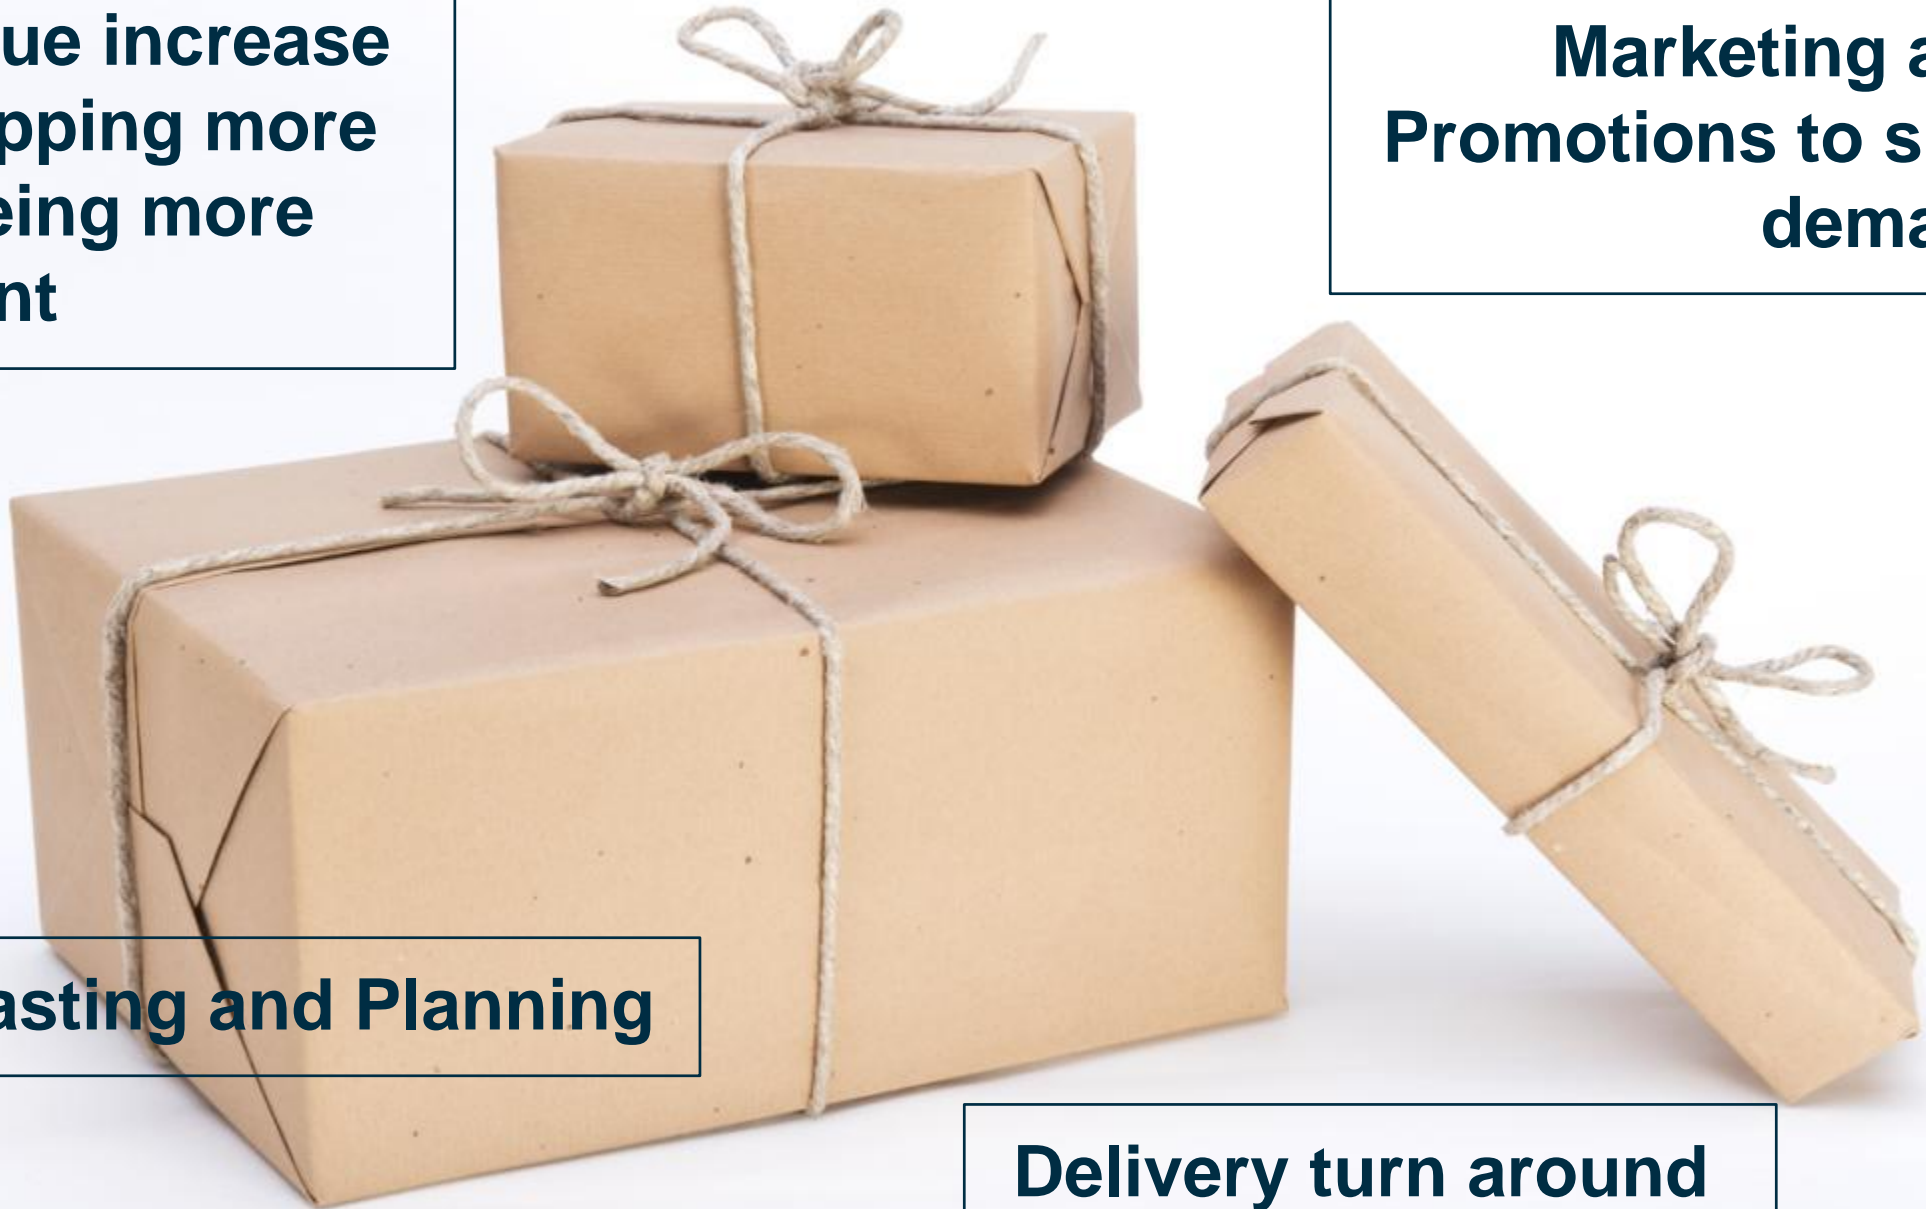 ue increase
pping more
eing more
nt
Marketing a
Promotions to s
dema
asting and Planning
Delivery turn around